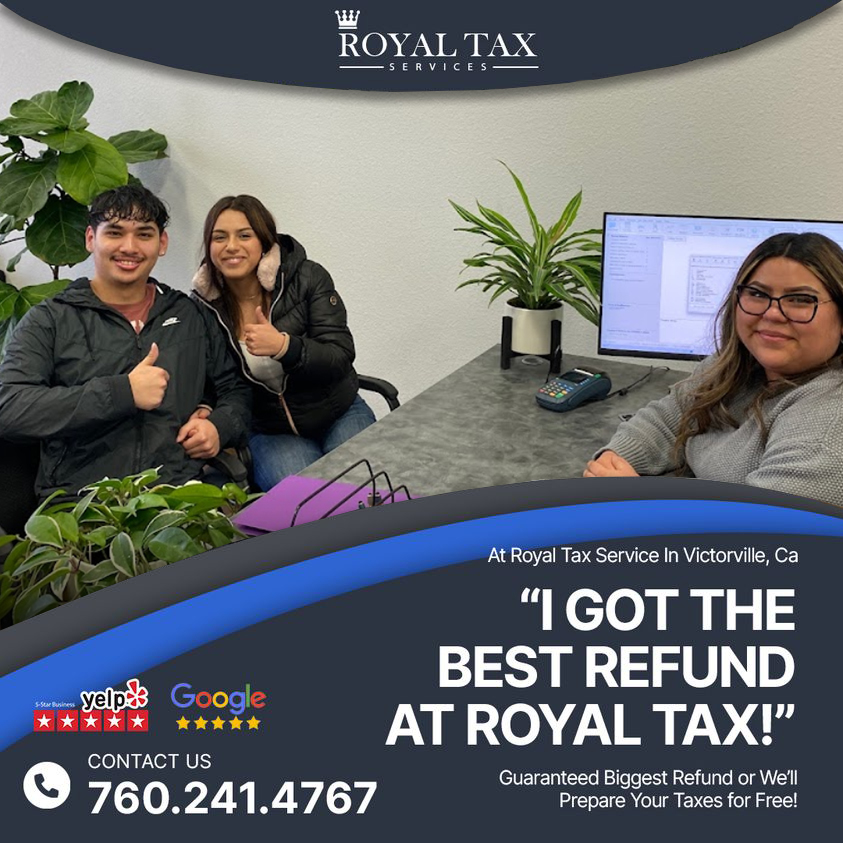 ROYAL TAX
SERVICES
At Royal Tax Service In Victorville, Ca
“I GOT THE
BEST REFUND
AT ROYAL TAX!”
5-Star Business yelp
Google
CONTACT US
760.241.4767
Guaranteed Biggest Refund or We’ll
Prepare Your Taxes for Free!